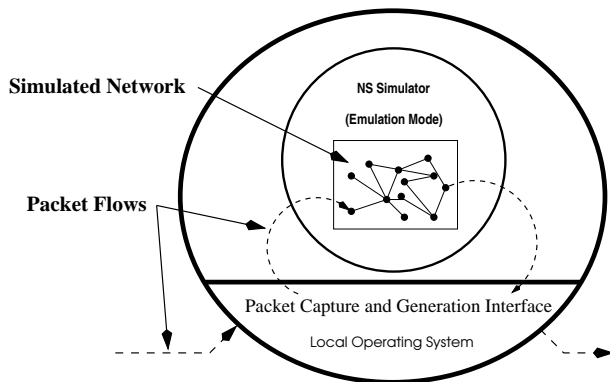 NS Simulator
Simulated Network
(Emulation Mode)
Packet Flows
Packet Capture and Generation Interface
Local Operating System